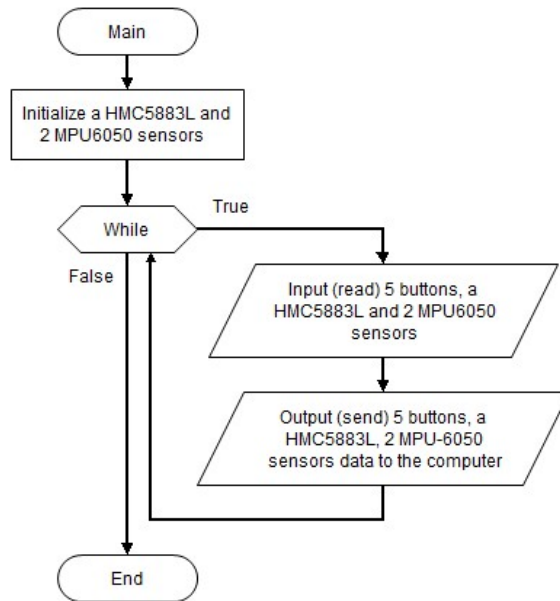 Main
Initialize a HMC5883L and
2 MPU6050 sensors
While
True
False
Input (read) 5 buttons, a
HMC5883L and 2 MPU6050
sensors
Output (send) 5 buttons, a
HMC5883L, 2 MPU-6050
sensors data to the computer
End